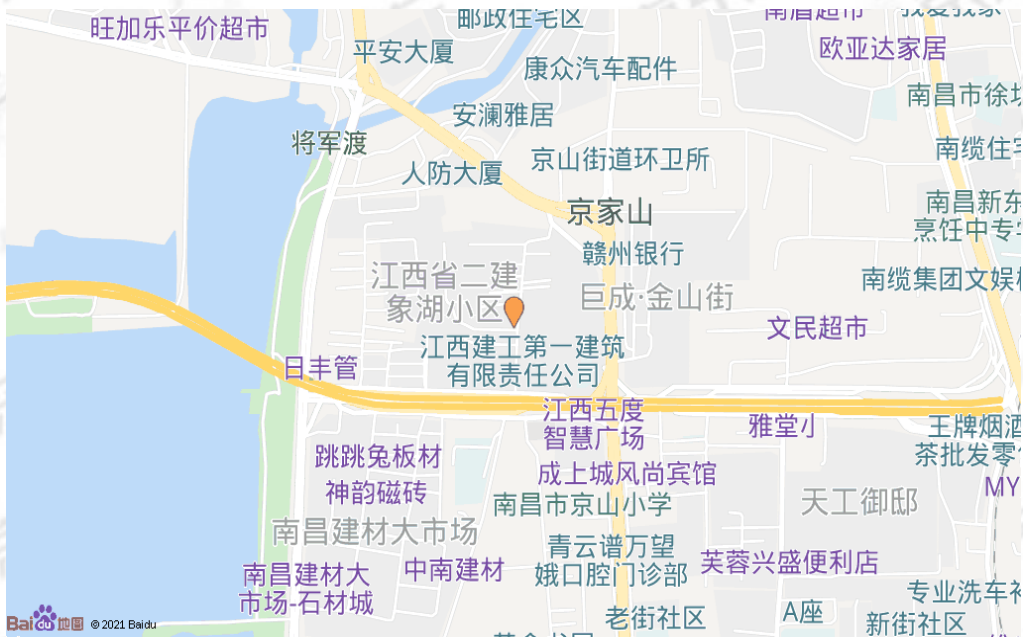 邮政住宅区
旺加乐平价超市
平安大厦
欧亚达家居
康众汽车配件
南昌市徐坊
安澜雅居
将军渡
南缆住宅
京山街道环卫所
人防大厦
京家山
南昌新东
烹饪中专学
赣州银行
江西省二建
象湖小区
南缆集团文娱
巨成·金山街
文民超市
江西建工第一建筑
有限责任公司
日丰管
江西五度
智慧广场
雅堂小
王牌烟酒
茶批发零
跳跳兔板材
成上城风尚宾馆
神韵磁砖
MY
南昌市京山小学
天工御邸
南昌建材大市场
青云谱万望
娥口腔门诊部
芙蓉兴盛便利店
中南建材
南昌建材大
市场-石材城
专业洗车
老街社区
A座
新街社区
Bai du 地图 © 2021 Baidu